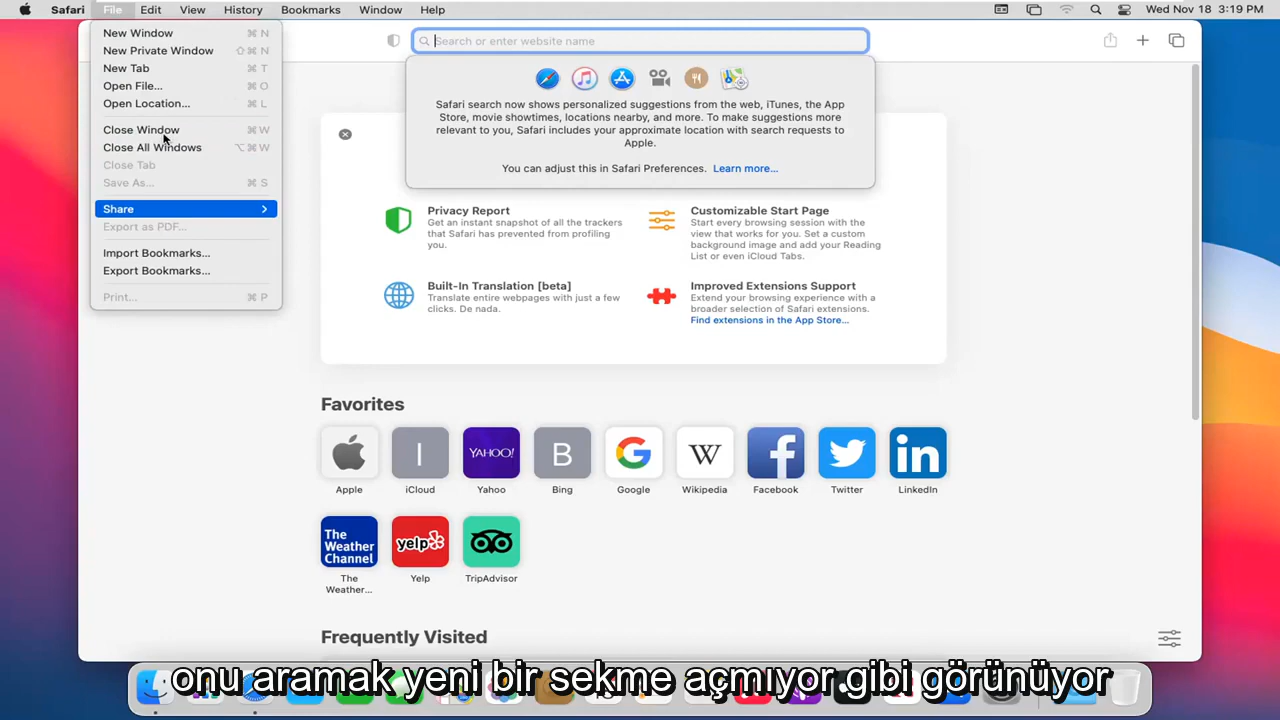 Safari File Edit View History Bookmarks Window Help Wed Nov 18 3:19 PM
New Window ⌘ N
New Private Window ⇧⌘ N
New Tab ⌘ T
Open File... ⌘ O
Open Location... ⌘ L
Close Window ⌘ W
Close All Windows ⌥⌘ W
Close Tab
Save As... ⌘ S
Share
Export as PDF...
Import Bookmarks...
Export Bookmarks...
Print... ⌘ P
Search or enter website name
Safari search now shows personalized suggestions from the web, iTunes, the App
Store, movie showtimes, locations nearby, and more. To make suggestions more
relevant to you, Safari includes your approximate location with search requests to
Apple.
You can adjust this in Safari Preferences. Learn more...
Privacy Report
Get an instant snapshot of all the trackers
that Safari has prevented from profiling
you.
Customizable Start Page
Start every browsing session with the
view that works for you. Set a custom
background image and add your Reading
List or even iCloud Tabs.
Built-In Translation [beta]
Translate entire webpages with just a few
clicks. De nada.
Improved Extensions Support
Extend your browsing experience with a
broader selection of Safari extensions.
Find extensions in the App Store...
Favorites
I YAHOO! B G W f in
Apple iCloud Yahoo Bing Google Wikipedia Facebook Twitter LinkedIn
The
Weather
Channel
yelp
The
Weather...
Yelp
TripAdvisor
Frequently Visited
onu aramak yeni bir sekme açmıyor gibi görünüyor